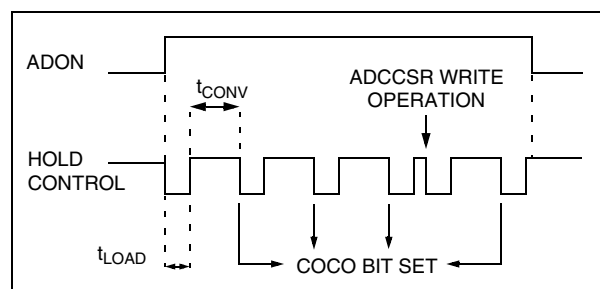 ADON
tCONV
ADCCSR WRITE
OPERATION
HOLD
CONTROL
tLOAD
COCO BIT SET